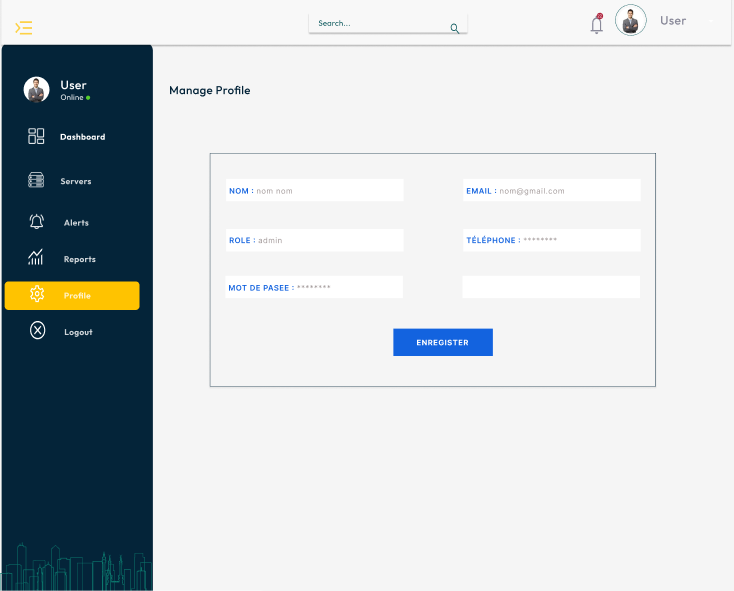 Search...
User
User
Online
Manage Profile
Dashboard
Servers
NOM : nom nom
EMAIL : nom@gmail.com
Alerts
ROLE : admin
TÉLÉPHONE : ********
Reports
Profile
MOT DE PASEE : ********
Logout
ENREGISTER